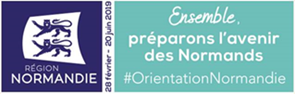 RÉGION
NORMANDIE
28 février - 20 juin 2019
Ensemble,
préparons l'avenir
des Normands
#OrientationNormandie